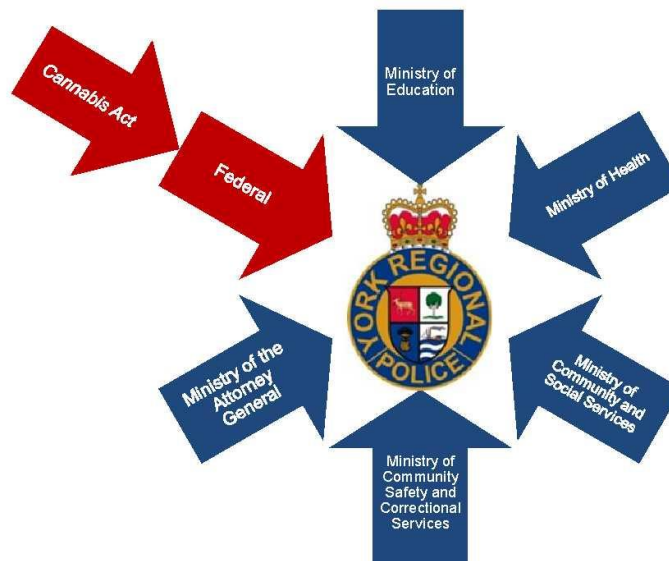 Cannabis Act
Federal
Ministry of
Education
Ministry of Health
YORK REGIONAL
POLICE
Ministry of the
Attorney
General
Ministry of
Community and
Social Services
Ministry of
Community
Safety and
Correctional
Services